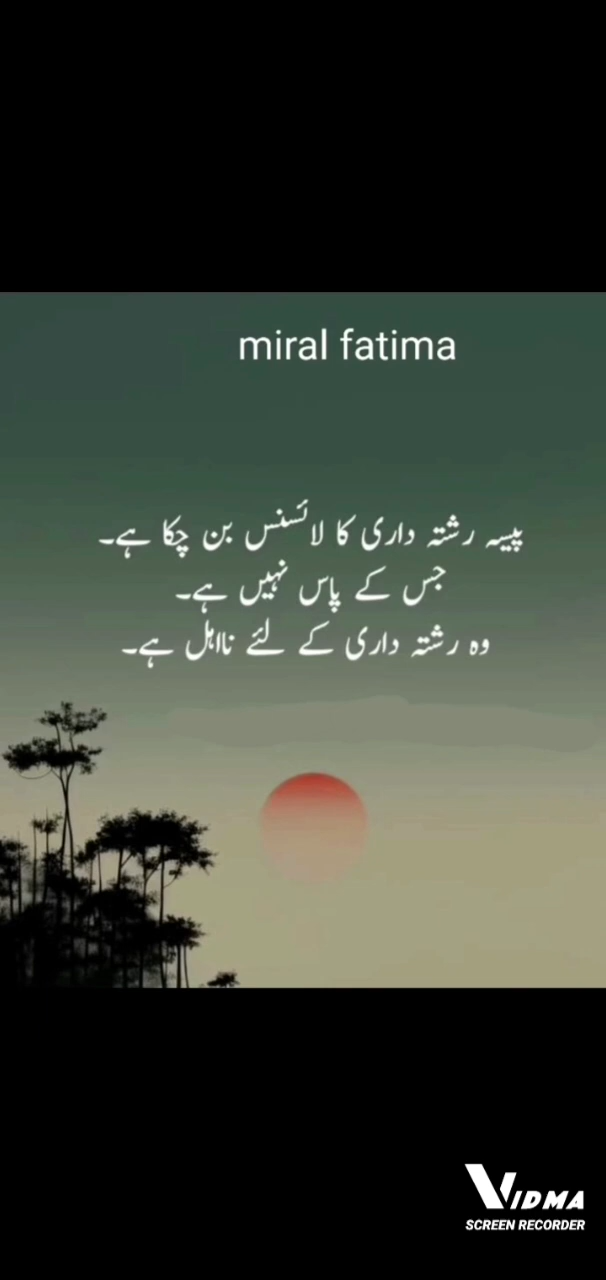 miral fatima
پیسہ رشتہ داری کا لائسنس بن چکا ہے۔
جس کے پاس نہیں ہے۔
وہ رشتہ داری کے لئے نااہل ہے۔
VIDMA
SCREEN RECORDER